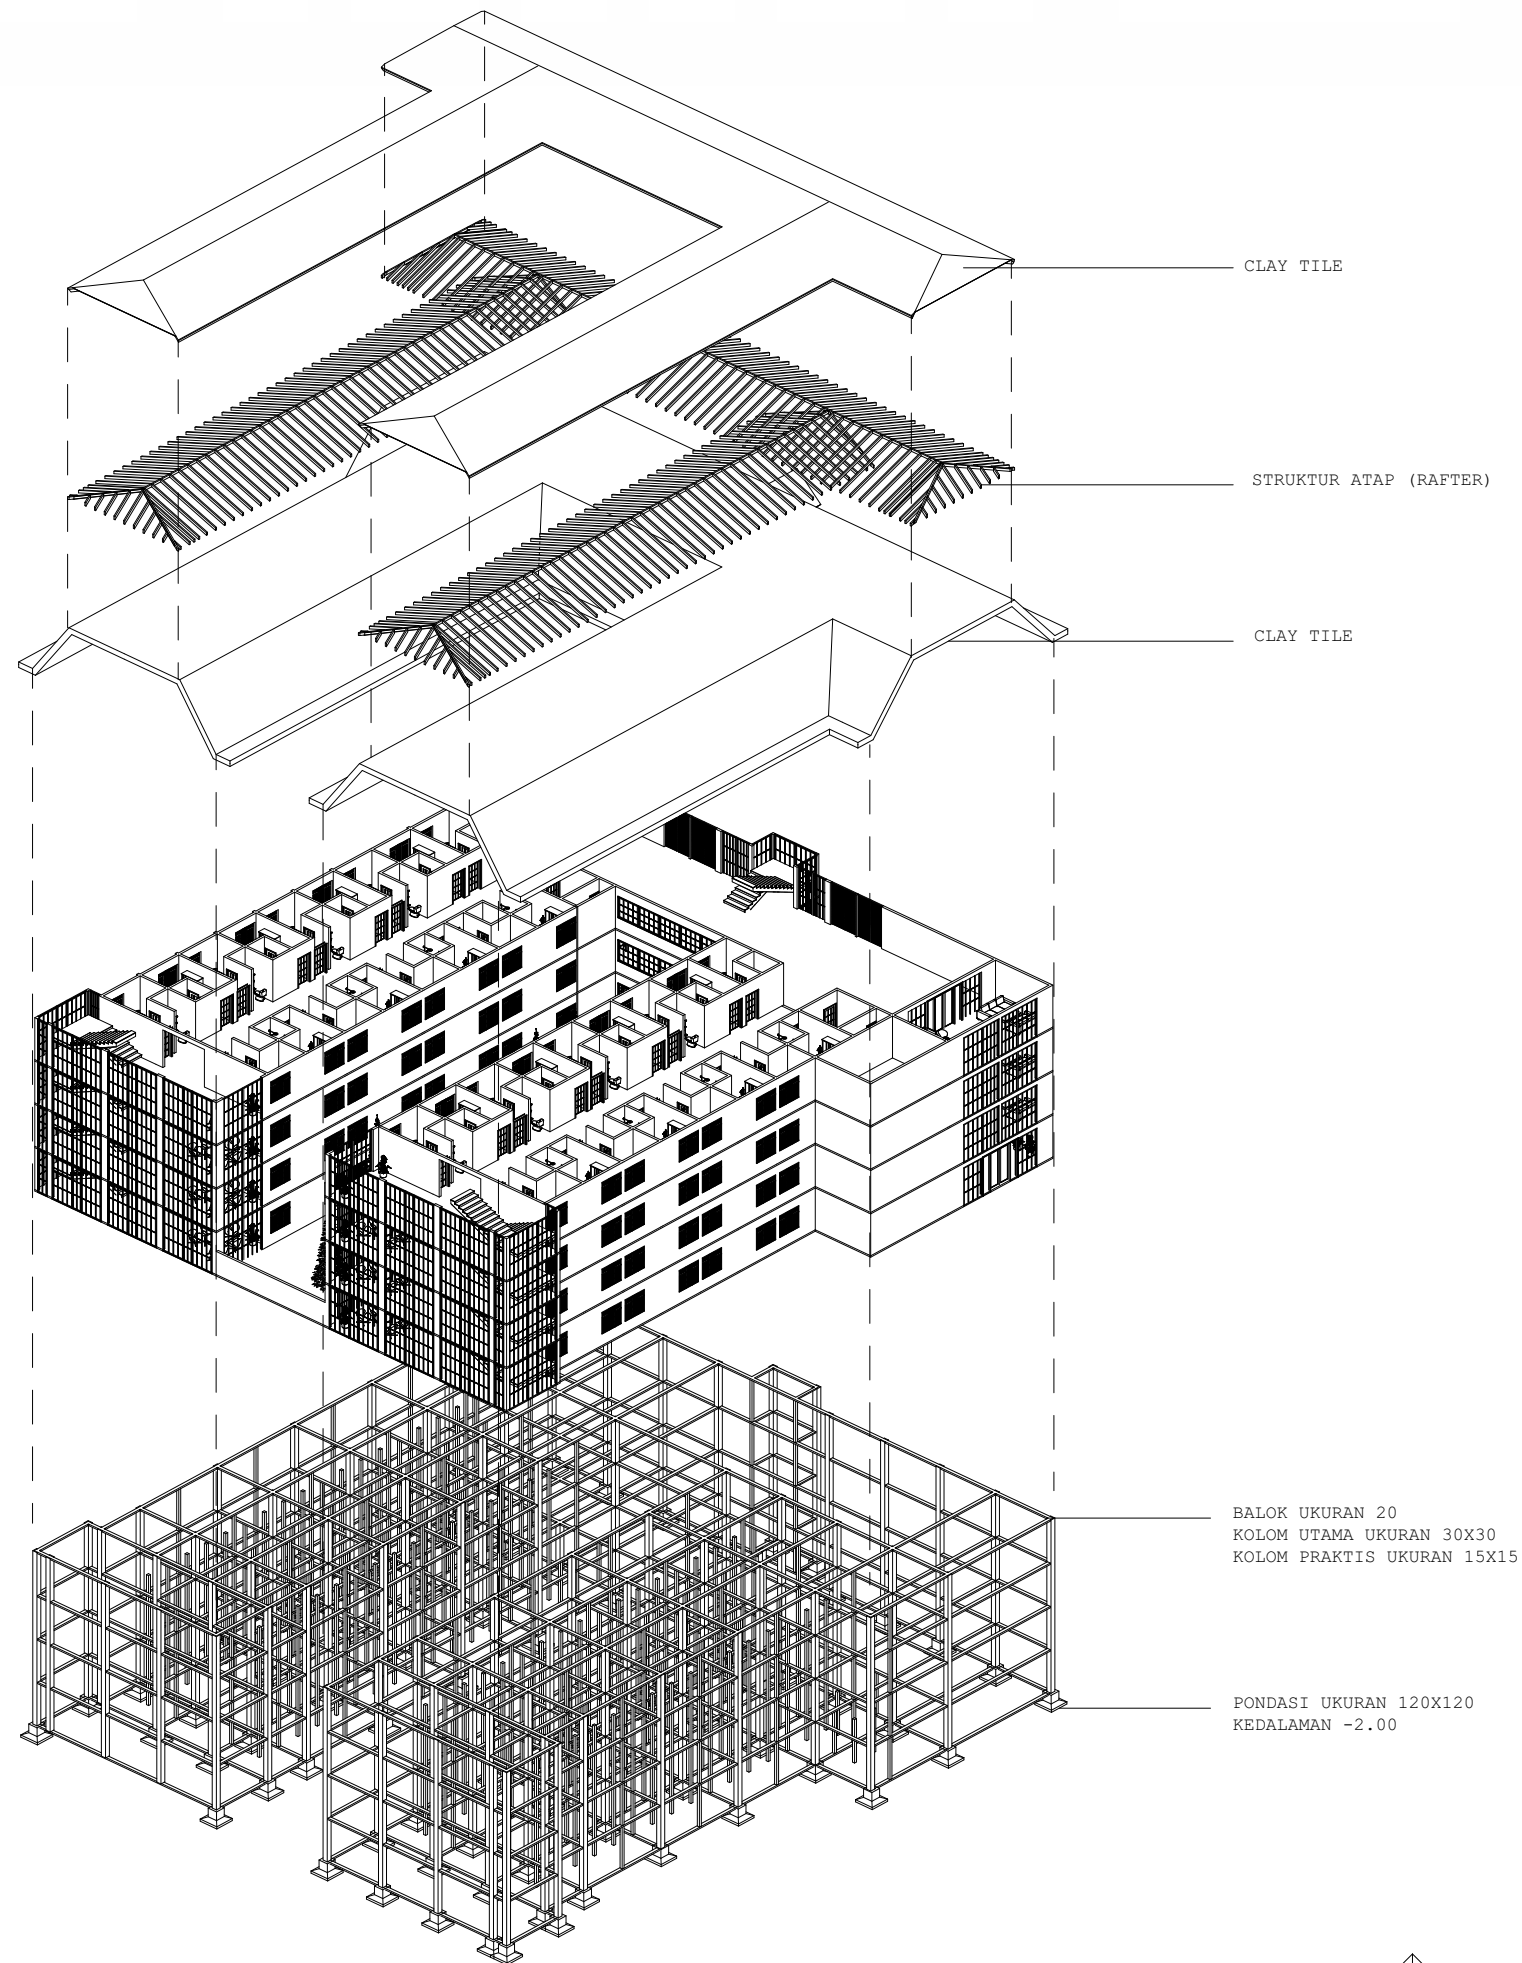 CLAY TILE
STRUKTUR ATAP (RAFTER)
CLAY TILE
BALOK UKURAN 20
KOLOM UTAMA UKURAN 30X30
KOLOM PRAKTIS UKURAN 15X15
PONDASI UKURAN 120X120
KEDALAMAN -2.00